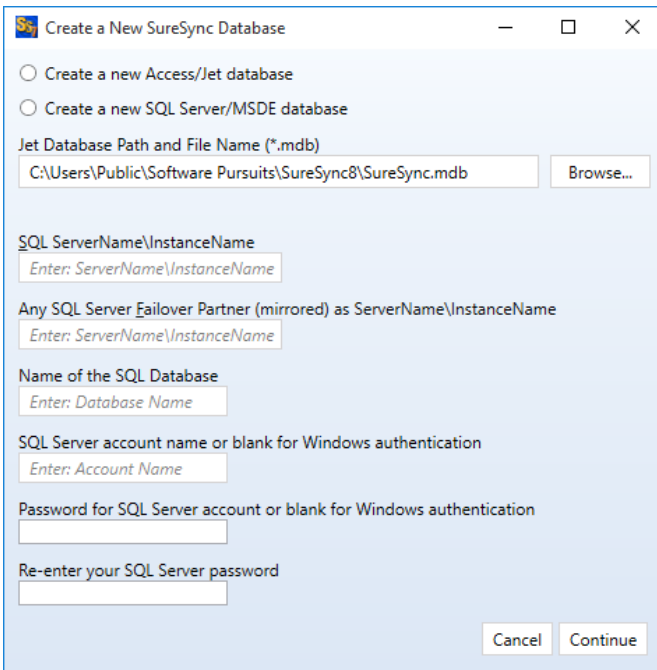 SS7 Create a New SureSync Database
Create a new Access/Jet database
Create a new SQL Server/MSDE database
Jet Database Path and File Name (*.mdb)
C:\Users\Public\Software Pursuits\SureSync8\SureSync.mdb Browse...
SQL ServerName\InstanceName
Enter: ServerName\InstanceName
Any SQL Server Failover Partner (mirrored) as ServerName\InstanceName
Enter: ServerName\InstanceName
Name of the SQL Database
Enter: Database Name
SQL Server account name or blank for Windows authentication
Enter: Account Name
Password for SQL Server account or blank for Windows authentication
Re-enter your SQL Server password
Cancel Continue